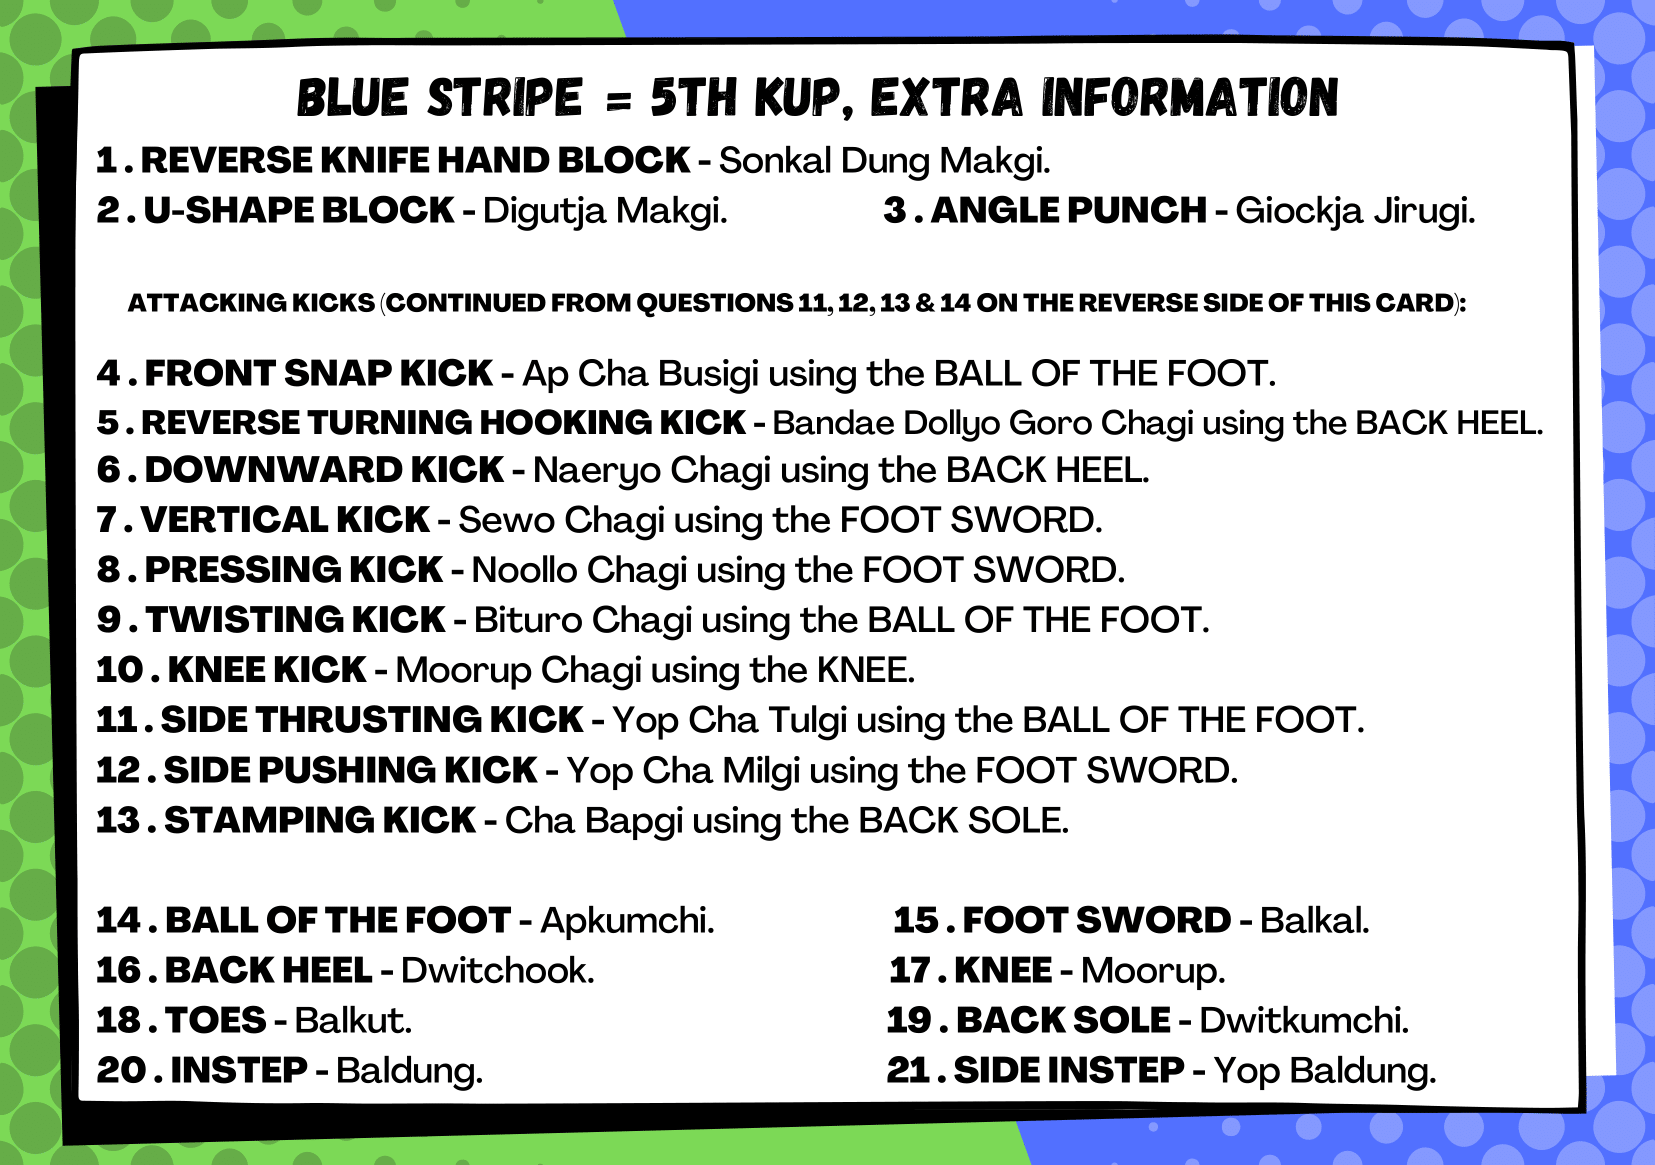 BLUE STRIPE = 5TH KUP, EXTRA INFORMATION
1. REVERSE KNIFE HAND BLOCK - Sonkal Dung Makgi.
2. U-SHAPE BLOCK - Digutja Makgi. 3. ANGLE PUNCH - Giockja Jirugi.
ATTACKING KICKS (CONTINUED FROM QUESTIONS 11, 12, 13 & 14 ON THE REVERSE SIDE OF THIS CARD):
4. FRONT SNAP KICK - Ap Cha Busigi using the BALL OF THE FOOT.
5. REVERSE TURNING HOOKING KICK - Bandae Dollyo Goro Chagi using the BACK HEEL.
6. DOWNWARD KICK - Naeryo Chagi using the BACK HEEL.
7. VERTICAL KICK - Sewo Chagi using the FOOT SWORD.
8. PRESSING KICK - Noollo Chagi using the FOOT SWORD.
9. TWISTING KICK - Bituro Chagi using the BALL OF THE FOOT.
10. KNEE KICK - Moorup Chagi using the KNEE.
11. SIDE THRUSTING KICK - Yop Cha Tulgi using the BALL OF THE FOOT.
12. SIDE PUSHING KICK - Yop Cha Milgi using the FOOT SWORD.
13. STAMPING KICK - Cha Bapgi using the BACK SOLE.
14. BALL OF THE FOOT - Apkumchi. 15. FOOT SWORD - Balkal.
16. BACK HEEL - Dwitchook. 17. KNEE - Moorup.
18. TOES - Balkut. 19. BACK SOLE - Dwitkumchi.
20. INSTEP - Baldung. 21. SIDE INSTEP - Yop Baldung.